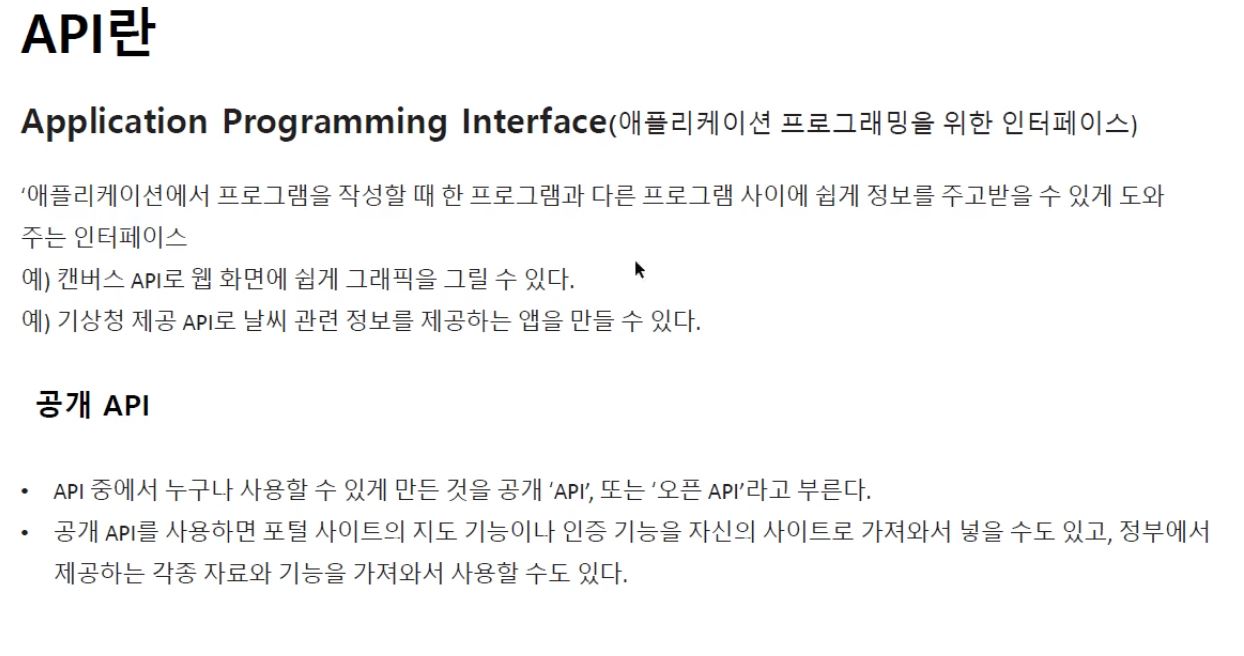 API란
Application Programming Interface(애플리케이션 프로그래밍을 위한 인터페이스)
‘애플리케이션에서 프로그램을 작성할 때 한 프로그램과 다른 프로그램 사이에 쉽게 정보를 주고받을 수 있게 도와
주는 인터페이스
예) 캔버스 API로 웹 화면에 쉽게 그래픽을 그릴 수 있다.
예) 기상청 제공 API로 날씨 관련 정보를 제공하는 앱을 만들 수 있다.
공개 API
• API 중에서 누구나 사용할 수 있게 만든 것을 공개 ‘API’, 또는 ‘오픈 API’라고 부른다.
• 공개 API를 사용하면 포털 사이트의 지도 기능이나 인증 기능을 자신의 사이트로 가져와서 넣을 수도 있고, 정부에서
제공하는 각종 자료와 기능을 가져와서 사용할 수도 있다.